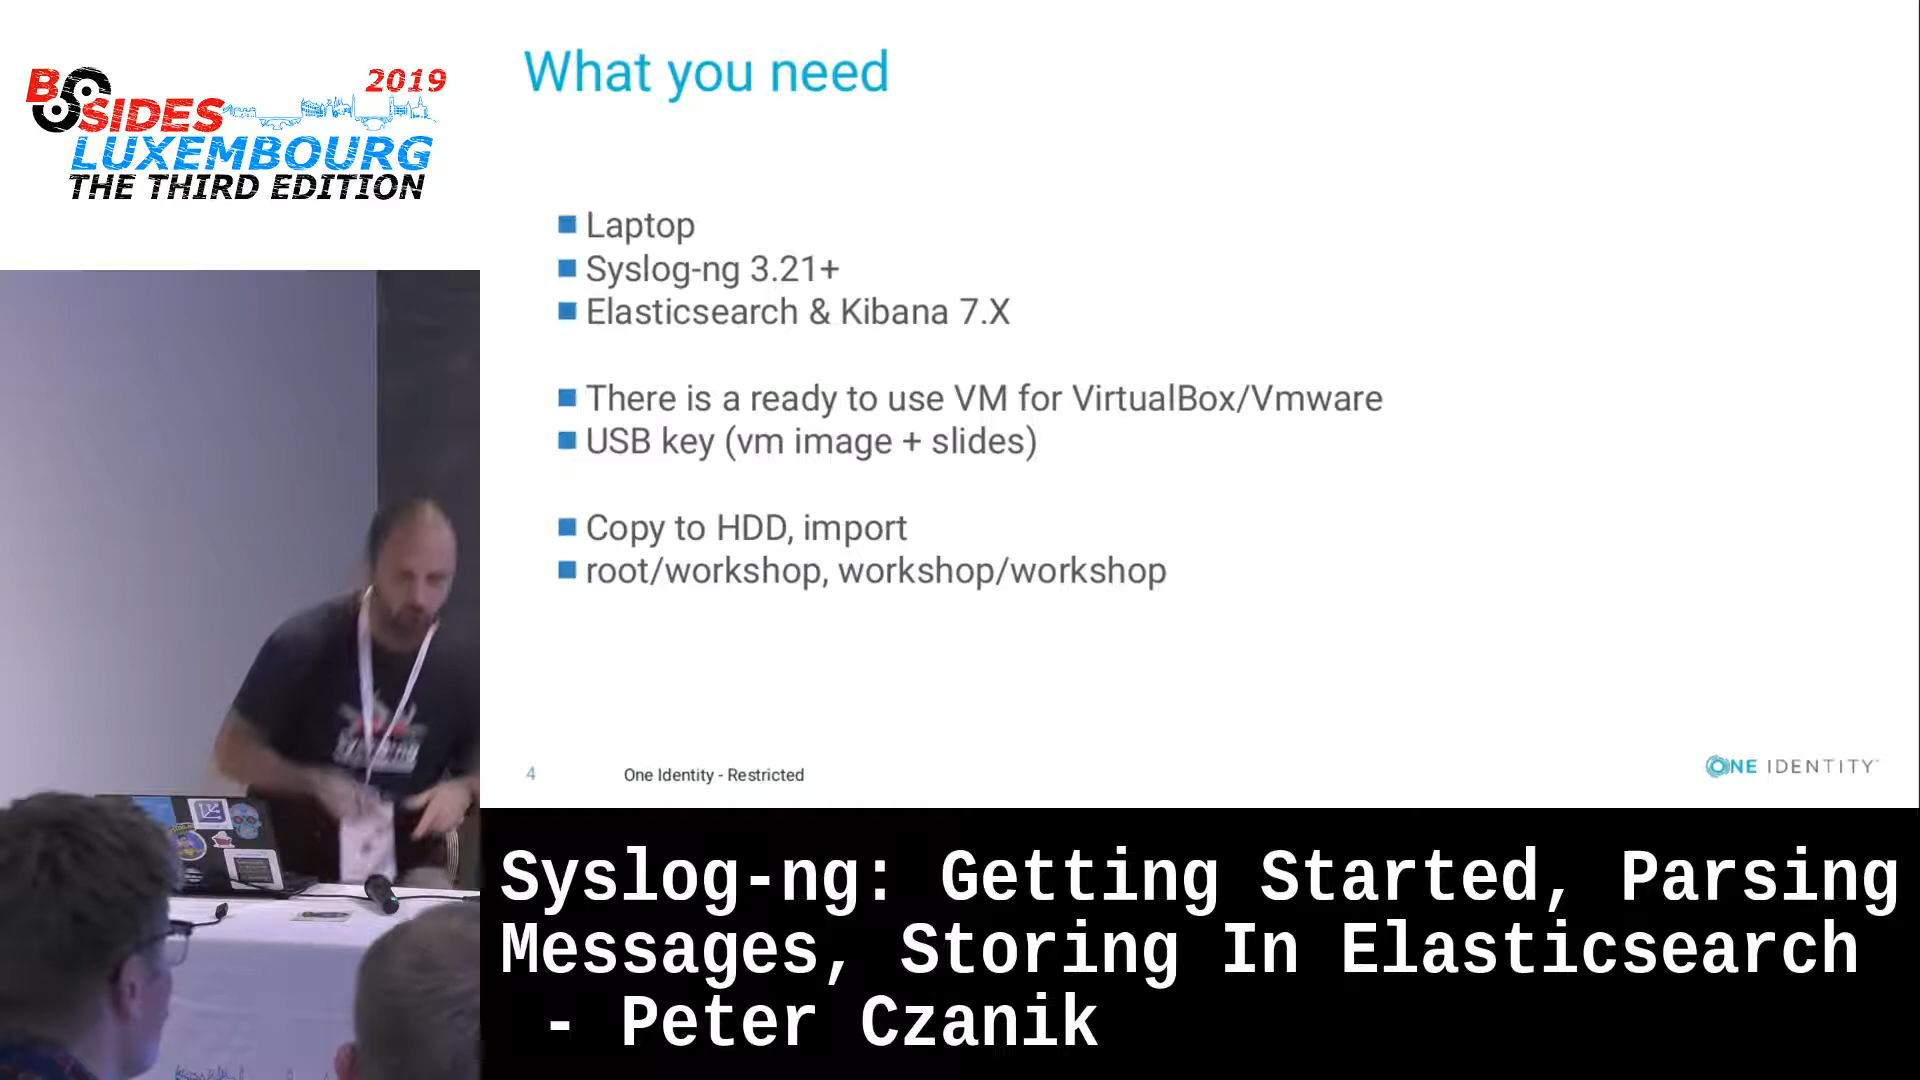 BSIDES 2019
LUXEMBOURG
THE THIRD EDITION
What you need
Laptop
Syslog-ng 3.21+
Elasticsearch & Kibana 7.X
There is a ready to use VM for VirtualBox/Vmware
USB key (vm image + slides)
Copy to HDD, import
root/workshop, workshop/workshop
4
One Identity - Restricted
ONE IDENTITY
Syslog-ng: Getting Started, Parsing
Messages, Storing In Elasticsearch
- Peter Czanik